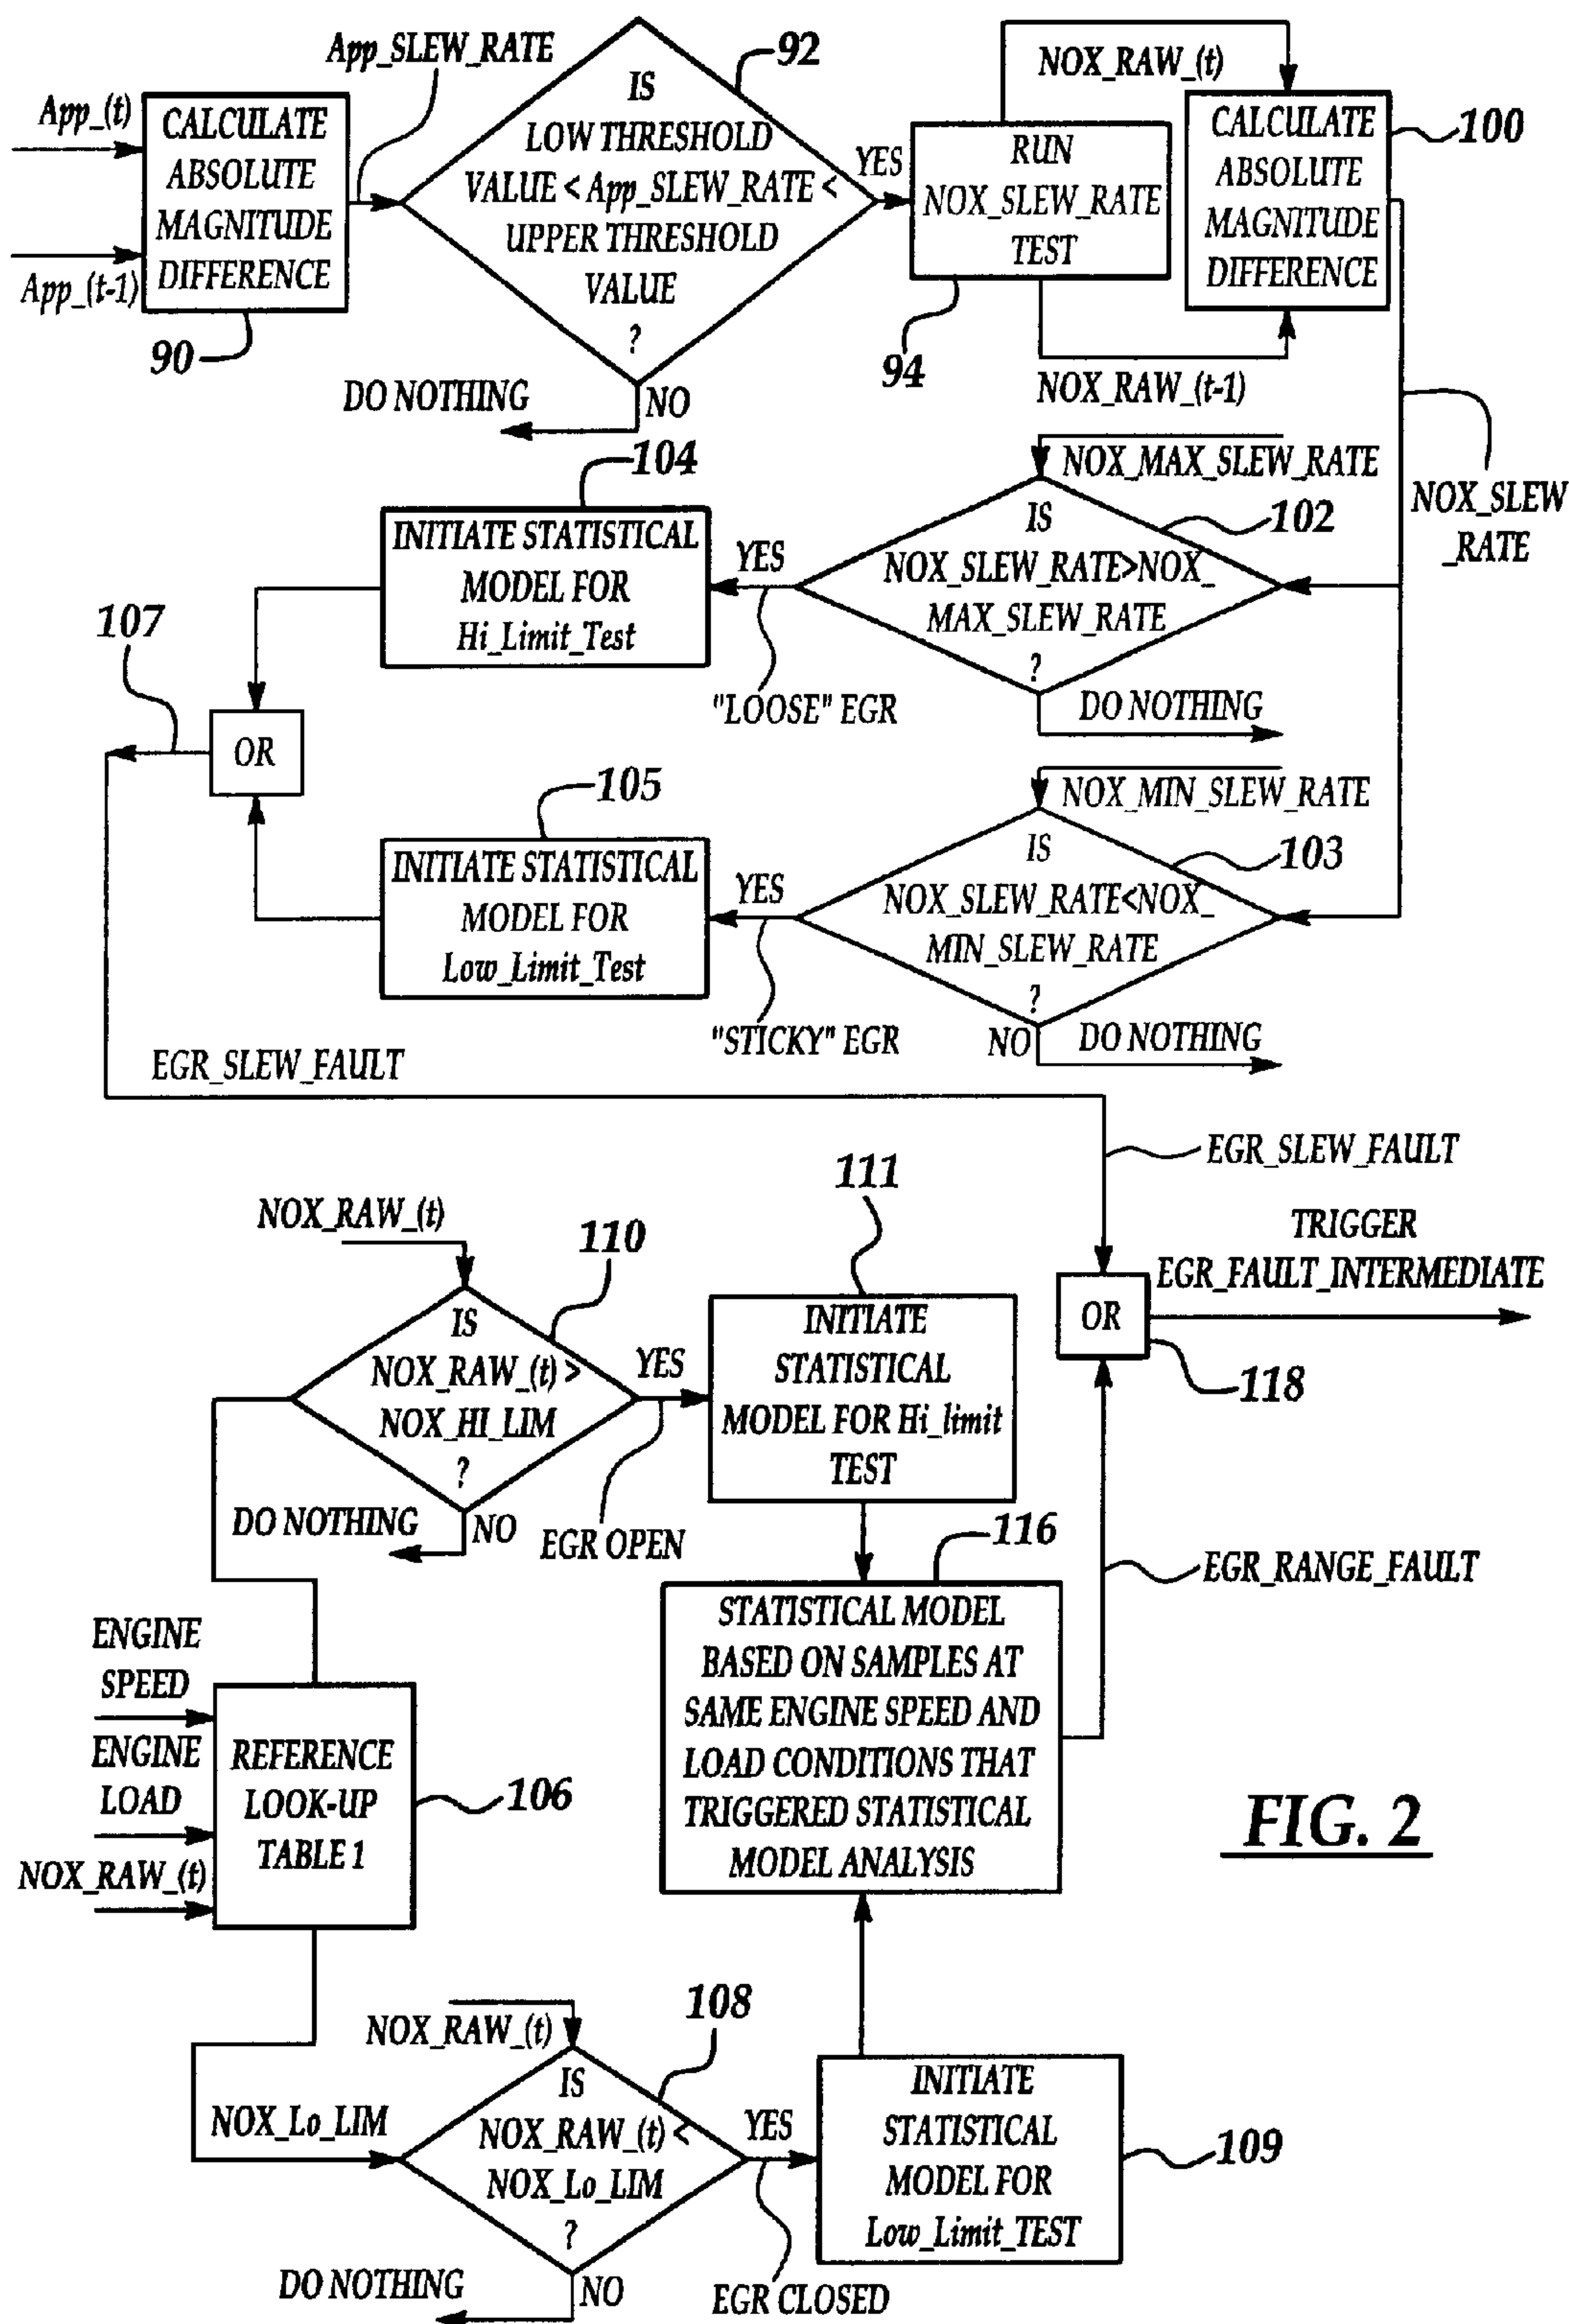 App_(t)
App_(t-1)
CALCULATE
ABSOLUTE
MAGNITUDE
DIFFERENCE
90
App_SLEW_RATE
IS
LOW THRESHOLD
VALUE < App_SLEW_RATE <
UPPER THRESHOLD
VALUE
?
92
YES
NO
DO NOTHING
RUN
NOX_SLEW_RATE
TEST
94
NOX_RAW_(t)
NOX_RAW_(t-1)
CALCULATE
ABSOLUTE
MAGNITUDE
DIFFERENCE
100
NOX_SLEW
_RATE
NOX_MAX_SLEW_RATE
IS
NOX_SLEW_RATE>NOX_
MAX_SLEW_RATE
?
102
DO NOTHING
YES
"LOOSE" EGR
104
INITIATE STATISTICAL
MODEL FOR
Hi_Limit_Test
107
OR
NOX_MIN_SLEW_RATE
IS
NOX_SLEW_RATE<NOX_
MIN_SLEW_RATE
?
103
NO
DO NOTHING
YES
"STICKY" EGR
105
INITIATE STATISTICAL
MODEL FOR
Low_Limit_Test
EGR_SLEW_FAULT
EGR_SLEW_FAULT
NOX_RAW_(t)
110
IS
NOX_RAW_(t) >
NOX_HI_LIM
?
NO
DO NOTHING
YES
EGR OPEN
111
INITIATE
STATISTICAL
MODEL FOR Hi_limit
TEST
TRIGGER
EGR_FAULT_INTERMEDIATE
OR
118
116
STATISTICAL MODEL
BASED ON SAMPLES AT
SAME ENGINE SPEED AND
LOAD CONDITIONS THAT
TRIGGERED STATISTICAL
MODEL ANALYSIS
EGR_RANGE_FAULT
ENGINE
SPEED
ENGINE
LOAD
NOX_RAW_(t)
REFERENCE
LOOK-UP
TABLE 1
106
FIG. 2
NOX_RAW_(t)
108
NOX_Lo_LIM
IS
NOX_RAW_(t) <
NOX_Lo_LIM
?
NO
DO NOTHING
YES
EGR CLOSED
INITIATE
STATISTICAL
MODEL FOR
Low_Limit_TEST
109